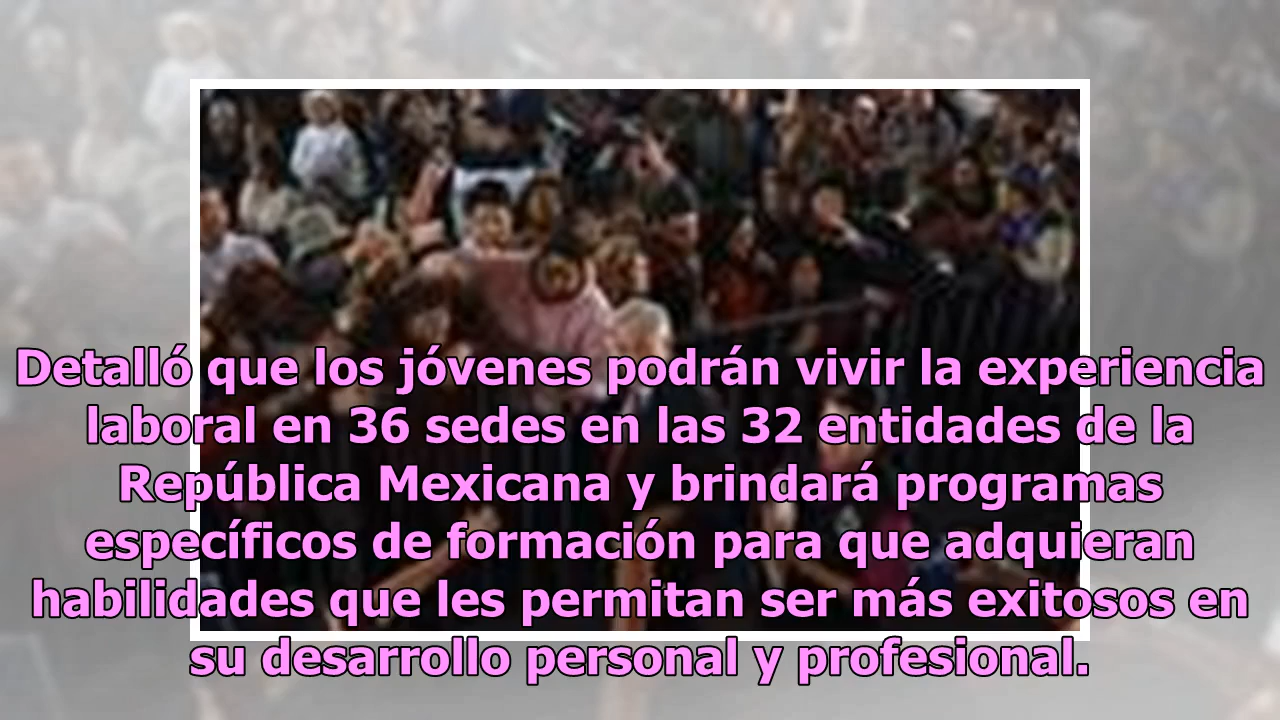 Detalló que los jóvenes podrán vivir la experiencia
laboral en 36 sedes en las 32 entidades de la
República Mexicana y brindará programas
específicos de formación para que adquieran
habilidades que les permitan ser más exitosos en
su desarrollo personal y profesional.